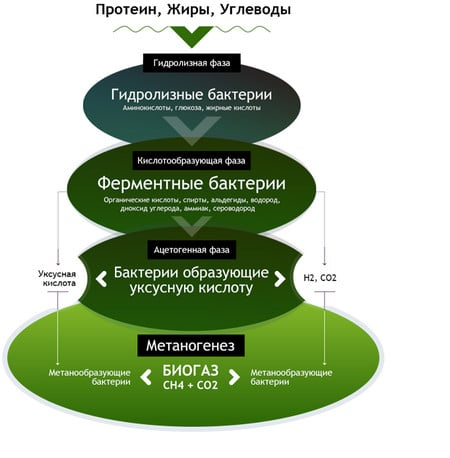 Протеин, Жиры, Углеводы
Гидролизная фаза
Гидролизные бактерии
Аминокислоты, глюкоза, жирные кислоты
Кислотообразующая фаза
Ферментные бактерии
Органические кислоты, спирты, альдегиды, водород,
диоксид углерода, аммиак, сероводород
Ацетогенная фаза
Уксусная
кислота
Бактерии образующие
уксусную кислоту
H2, CO2
Метаногенез
Метанообразующие
бактерии
БИОГАЗ
CH4 + CO2
Метанообразующие
бактерии